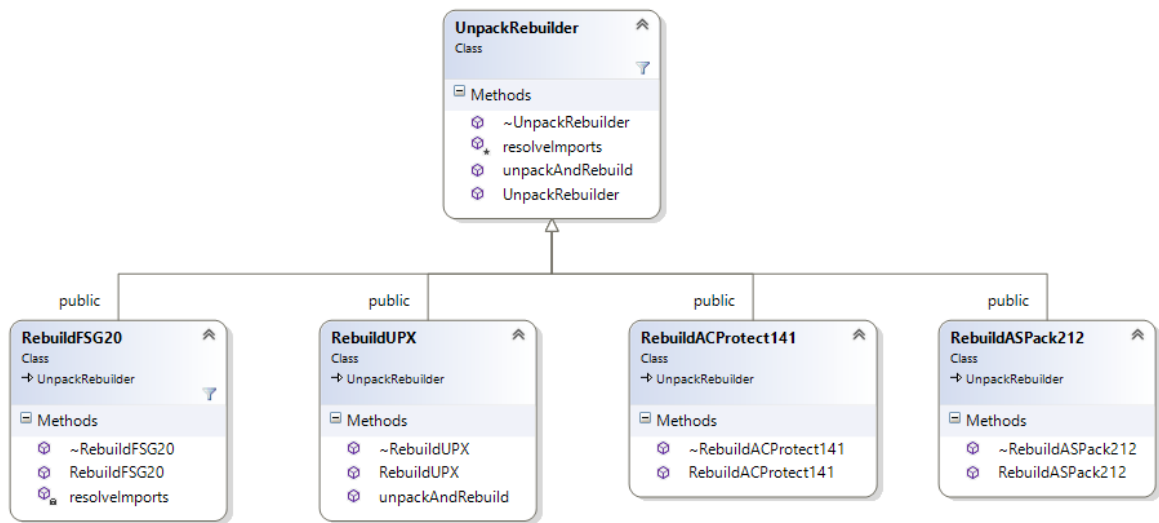 UnpackRebuilder
Class
Methods
~UnpackRebuilder
resolveImports
unpackAndRebuild
UnpackRebuilder
public
public
public
public
RebuildFSG20
Class
UnpackRebuilder
Methods
~RebuildFSG20
RebuildFSG20
resolveImports
RebuildUPX
Class
UnpackRebuilder
Methods
~RebuildUPX
RebuildUPX
unpackAndRebuild
RebuildACProtect141
Class
UnpackRebuilder
Methods
~RebuildACProtect141
RebuildACProtect141
RebuildASPack212
Class
UnpackRebuilder
Methods
~RebuildASPack212
RebuildASPack212